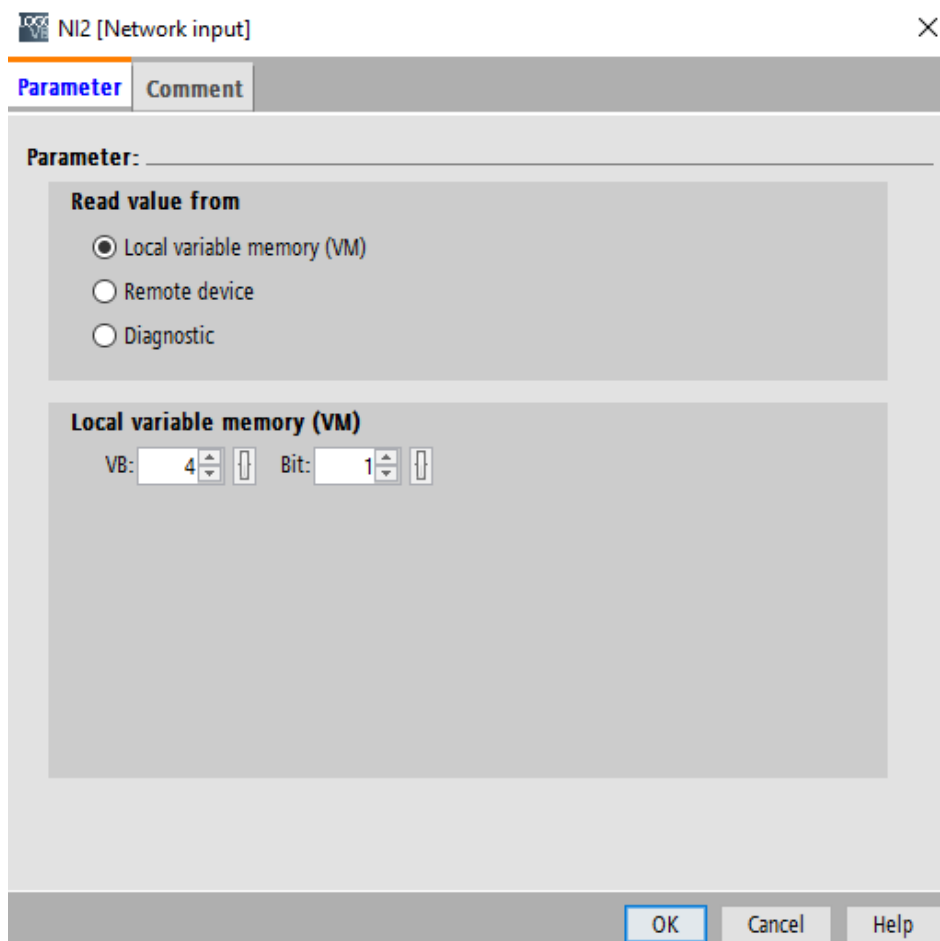 NI2 [Network input]
Parameter Comment
Parameter:
Read value from
Local variable memory (VM)
Remote device
Diagnostic
Local variable memory (VM)
VB: 4 Bit: 1
OK Cancel Help